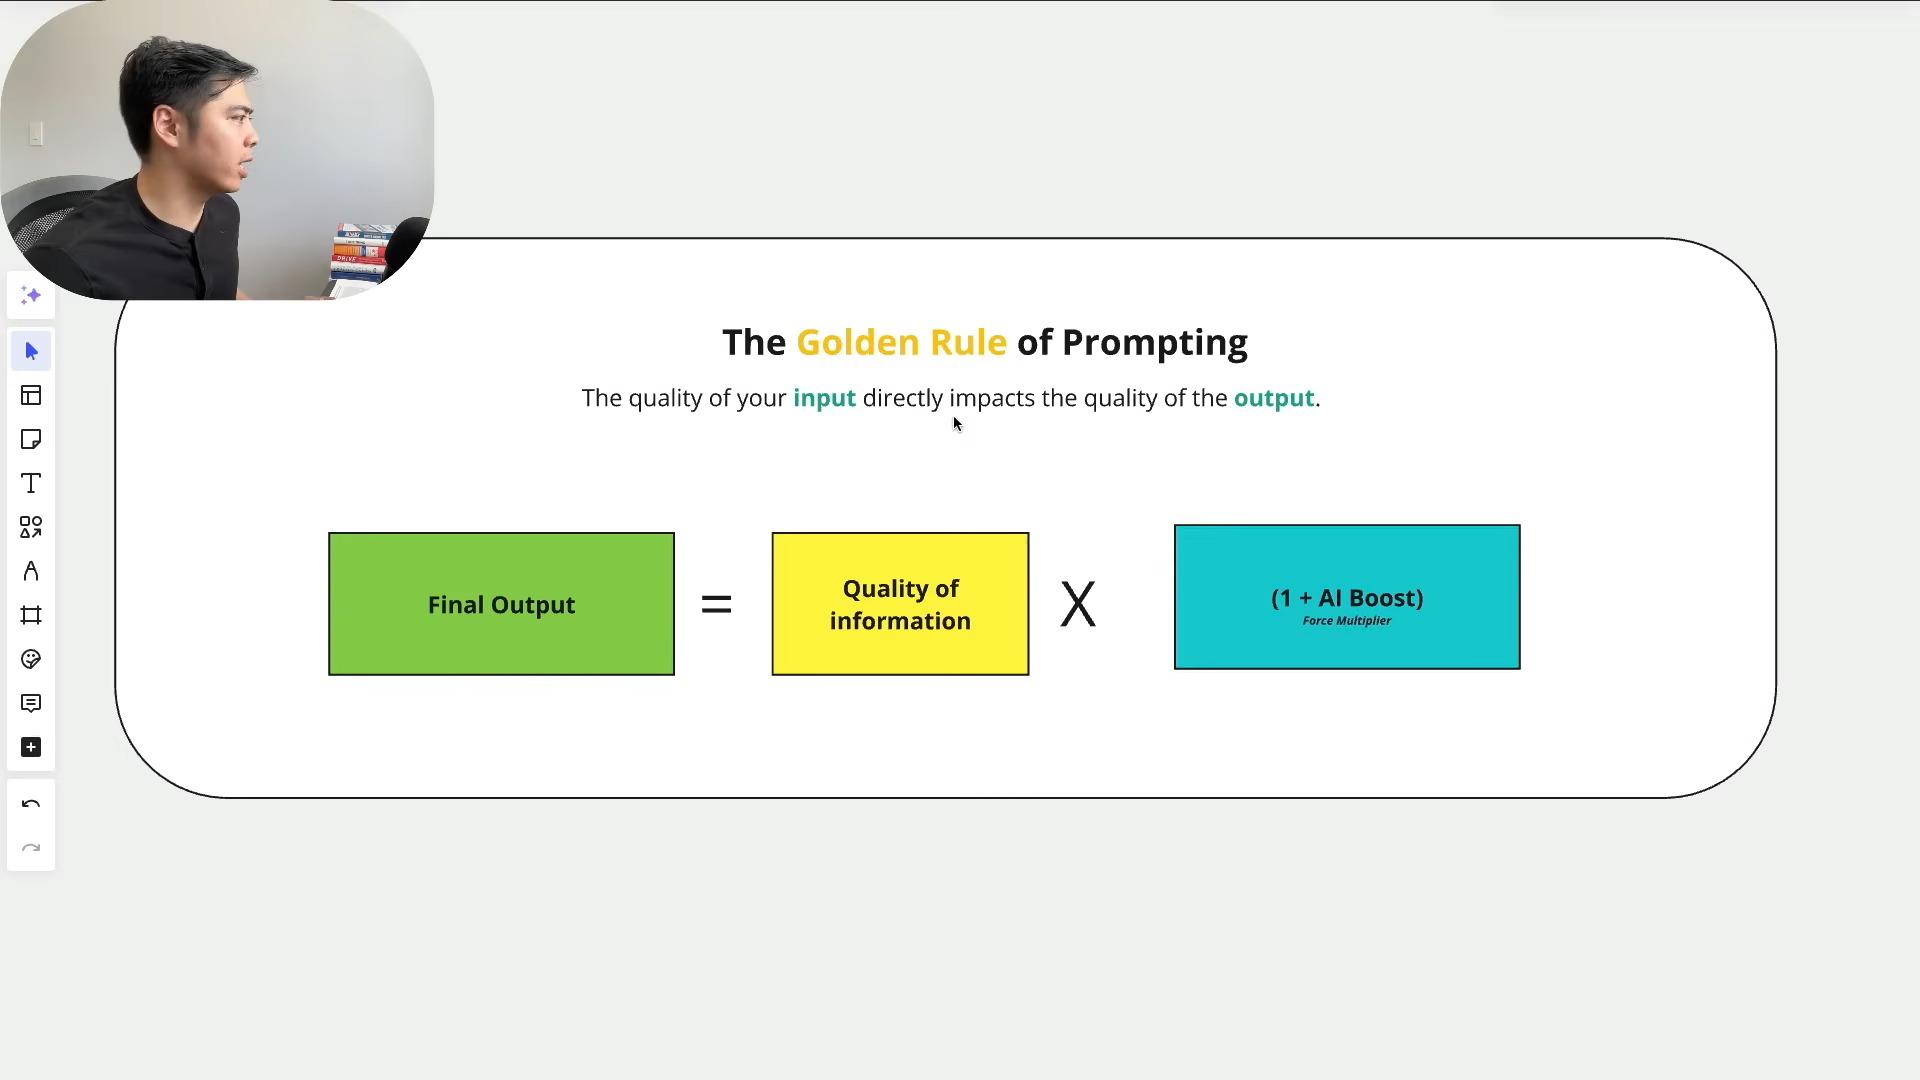 DRIVE
The Golden Rule of Prompting
The quality of your input directly impacts the quality of the output.
Final Output
=
Quality of
information
X
(1 + AI Boost)
Force Multiplier